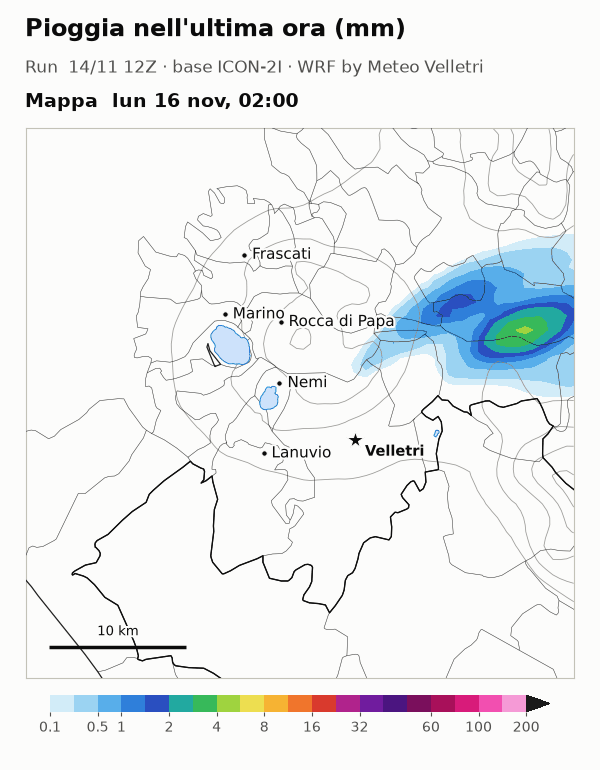 Pioggia nell'ultima ora (mm)
Run  14/11 12Z · base ICON-2I · WRF by Meteo Velletri
Mappa  lun 16 nov, 02:00
Frascati
Marino
Rocca di Papa
Nemi
Velletri
Lanuvio
10 km
0.1 0.5 1 2 4 8 16 32 60 100 200